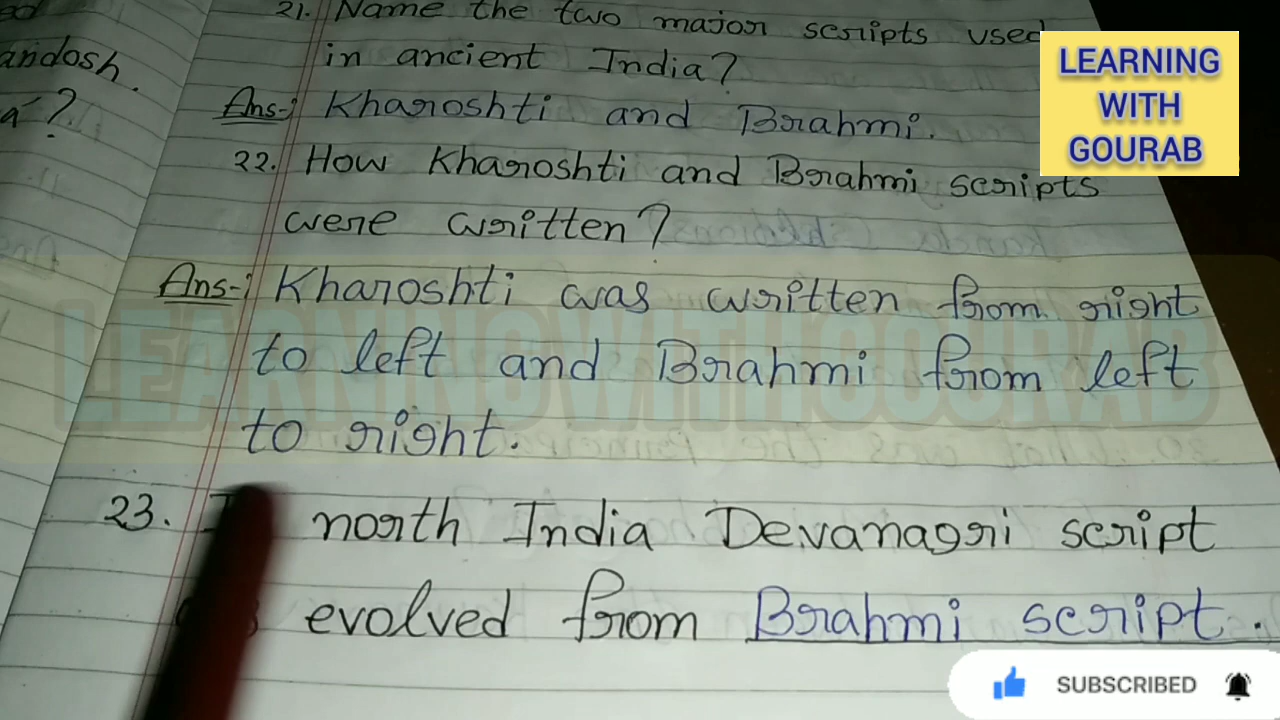 andosh.
a ?
21. Name the two major scripts used
in ancient India?
Ans-: Kharoshti and Brahmi.
22. How Kharoshti and Brahmi scripts
were written?
Ans-: Kharoshti was written from right
to left and Brahmi from left
to right.
23. north India Devanagri script
evolved from Brahmi script.
LEARNING
WITH
GOURAB
LEARNINGWITHGOURAB
SUBSCRIBED